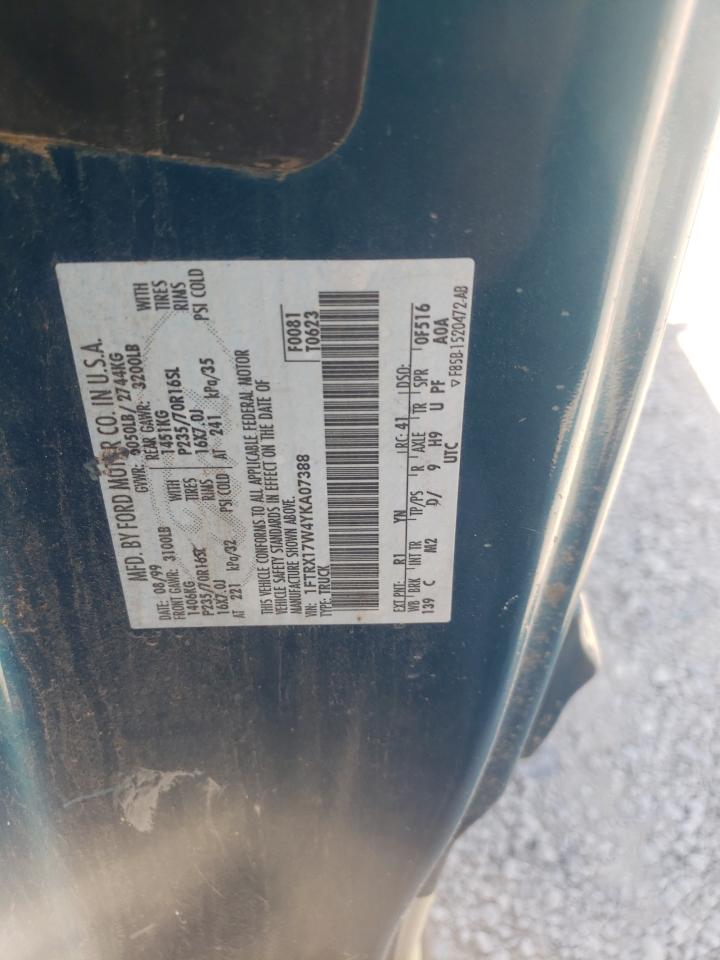 MFD. BY FORD MOTOR CO. IN U.S.A.
DATE: 08/99 GVWR: 6050LB/ 2744KG
FRONT GAWR: 3100LB REAR GAWR: 3200LB
1406KG WITH 1451KG WITH
P235/70R16SL TIRES P235/70R16SL TIRES
16X7.0J RIMS 16X7.0J RIMS
AT 221 kPa/32 PSI COLD AT 241 kPa/35 PSI COLD
THIS VEHICLE CONFORMS TO ALL APPLICABLE FEDERAL MOTOR
VEHICLE SAFETY STANDARDS IN EFFECT ON THE DATE OF
MANUFACTURE SHOWN ABOVE.
VIN: 1FTRX17W4YKA07388 F0081
TYPE: TRUCK T0623
EXT PNT: R1 YN RC: 41 DSO: 0F516
WB BRK INT TR TP/PS R AXLE TR SPR
139 C M2 D/ 9 H9 U PF A0A
UTC
▽ F85B-1520472-AB